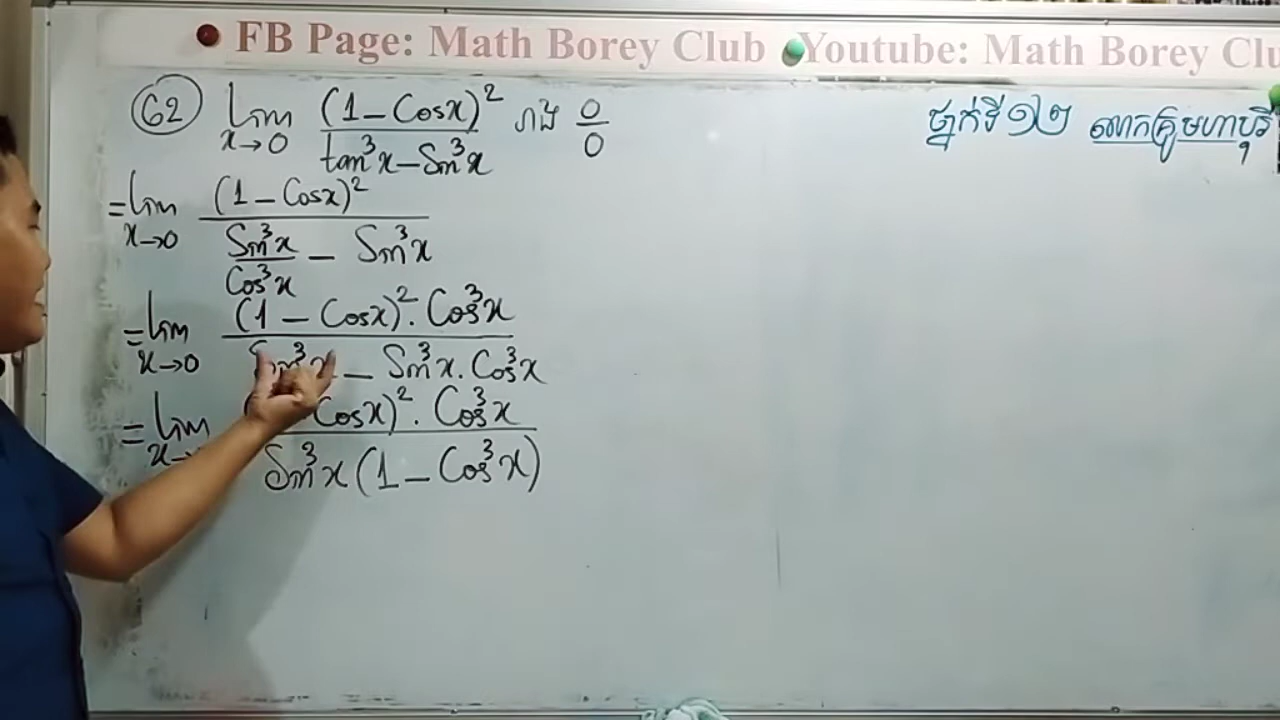 FB Page: Math Borey Club Youtube: Math Borey Clu
62 lim x→0 (1 - Cosx)² / tan³x - Sin³x រាង 0/0
ថ្នាក់ទី១២ លោកគ្រូមហាបុរី
= lim x→0 (1 - Cosx)² / Sin³x/Cos³x - Sin³x
= lim x→0 (1 - Cosx)² . Cos³x / Sin³x - Sin³x . Cos³x
= lim x→ Cosx)² . Cos³x / Sin³x (1 - Cos³x)